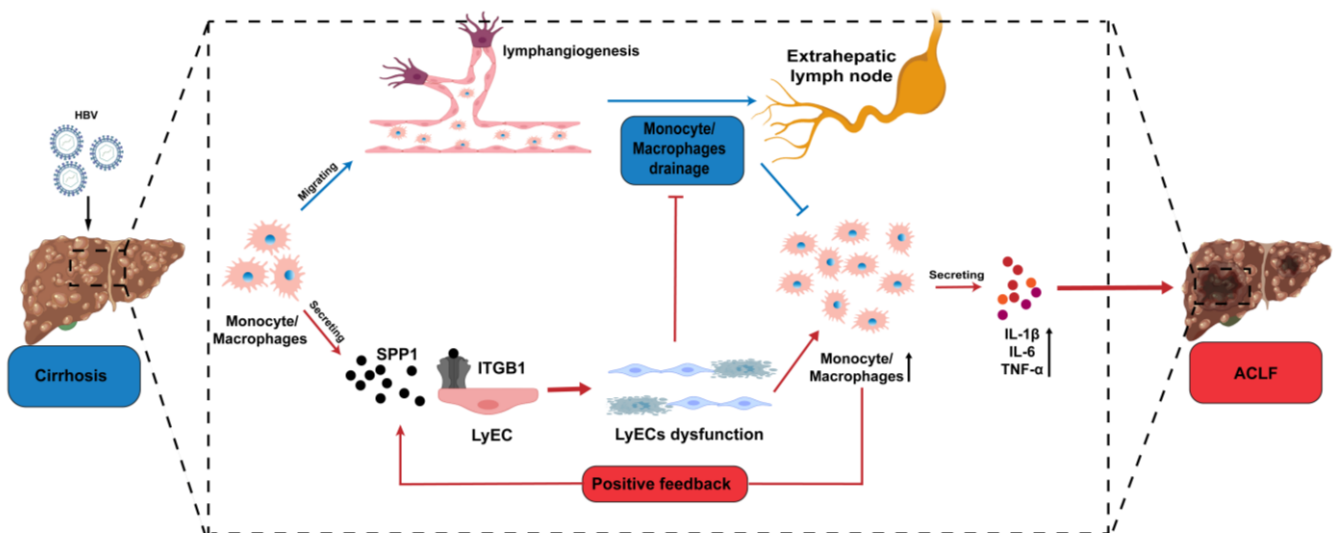 HBV
Cirrhosis
lymphangiogenesis
Extrahepatic
lymph node
Monocyte/
Macrophages
drainage
Migrating
Monocyte/
Macrophages
Secreting
SPP1
ITGB1
LyEC
LyECs dysfunction
Monocyte/
Macrophages
Secreting
IL-1β
IL-6
TNF-α
Positive feedback
ACLF